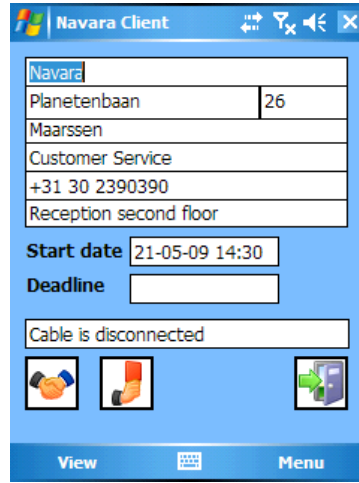 Navara Client
Navara
Planetenbaan 26
Maarssen
Customer Service
+31 30 2390390
Reception second floor
Start date 21-05-09 14:30
Deadline
Cable is disconnected
View Menu